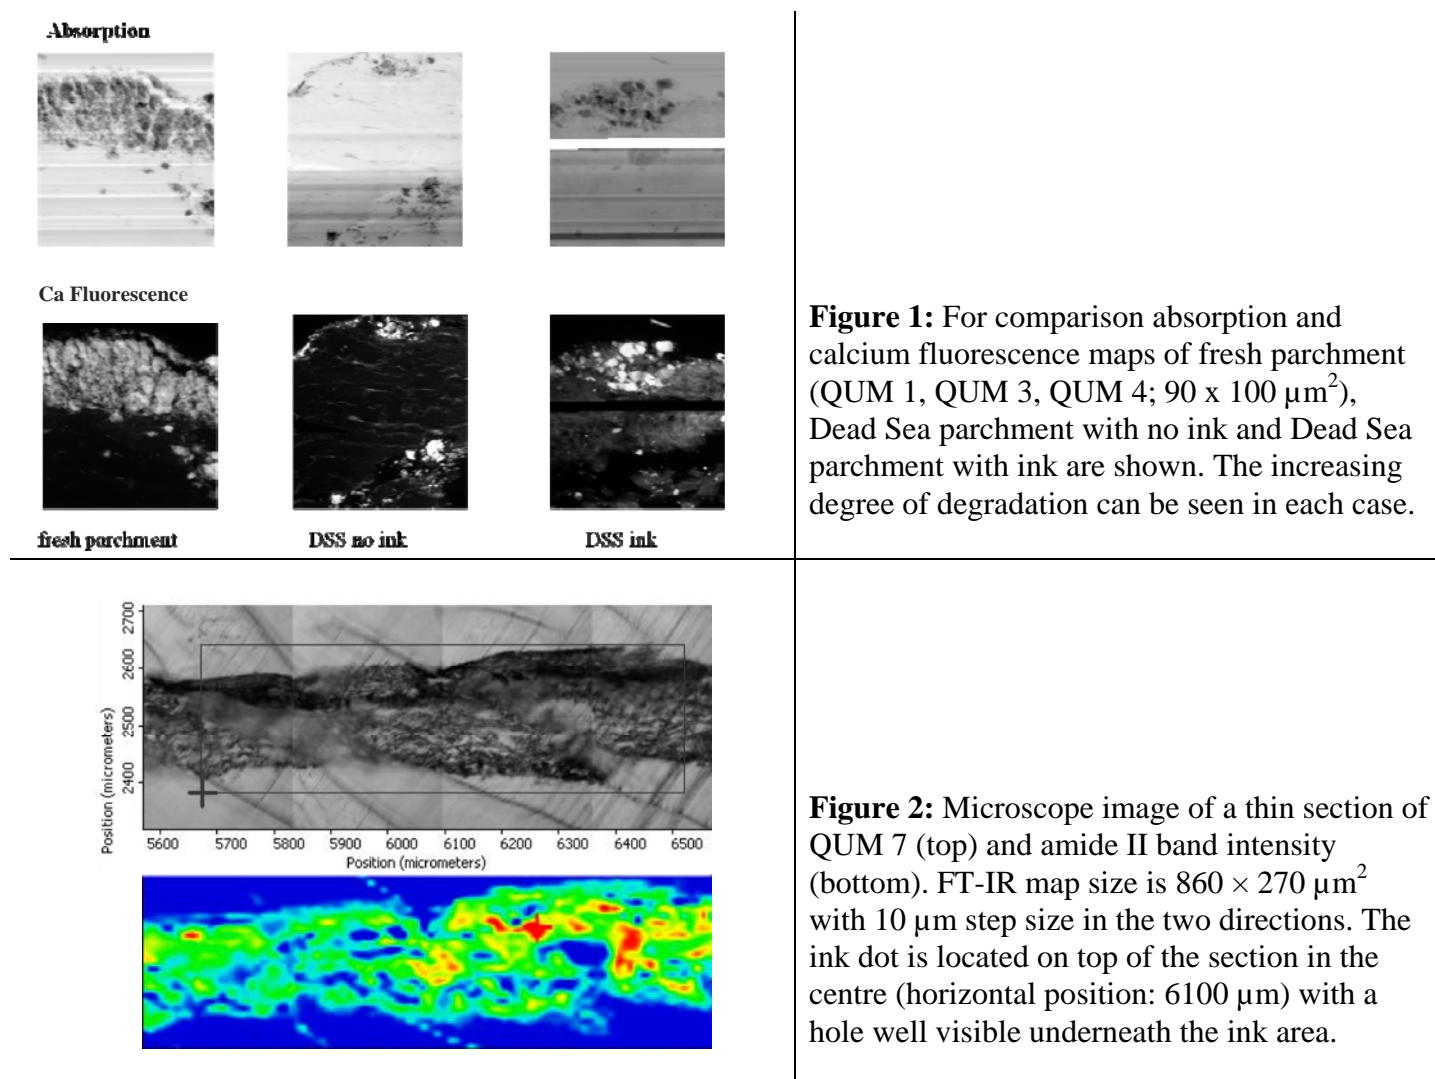 Absorption
Ca Fluorescence
fresh parchment DSS no ink DSS ink
Figure 1: For comparison absorption and
calcium fluorescence maps of fresh parchment
(QUM 1, QUM 3, QUM 4; 90 x 100 µm²),
Dead Sea parchment with no ink and Dead Sea
parchment with ink are shown. The increasing
degree of degradation can be seen in each case.
Position (micrometers)
2700
2600
2500
2400
5600 5700 5800 5900 6000 6100 6200 6300 6400 6500
Position (micrometers)
Figure 2: Microscope image of a thin section of
QUM 7 (top) and amide II band intensity
(bottom). FT-IR map size is 860 × 270 µm²
with 10 µm step size in the two directions. The
ink dot is located on top of the section in the
centre (horizontal position: 6100 µm) with a
hole well visible underneath the ink area.